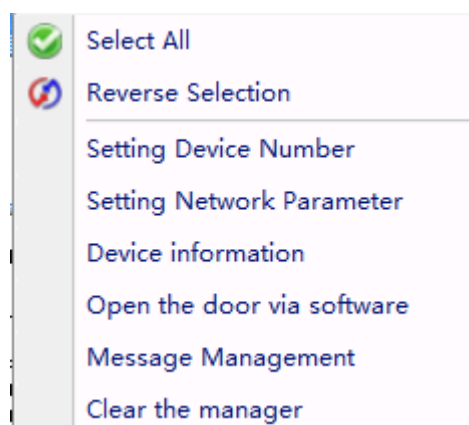 Select All
Reverse Selection
Setting Device Number
Setting Network Parameter
Device information
Open the door via software
Message Management
Clear the manager